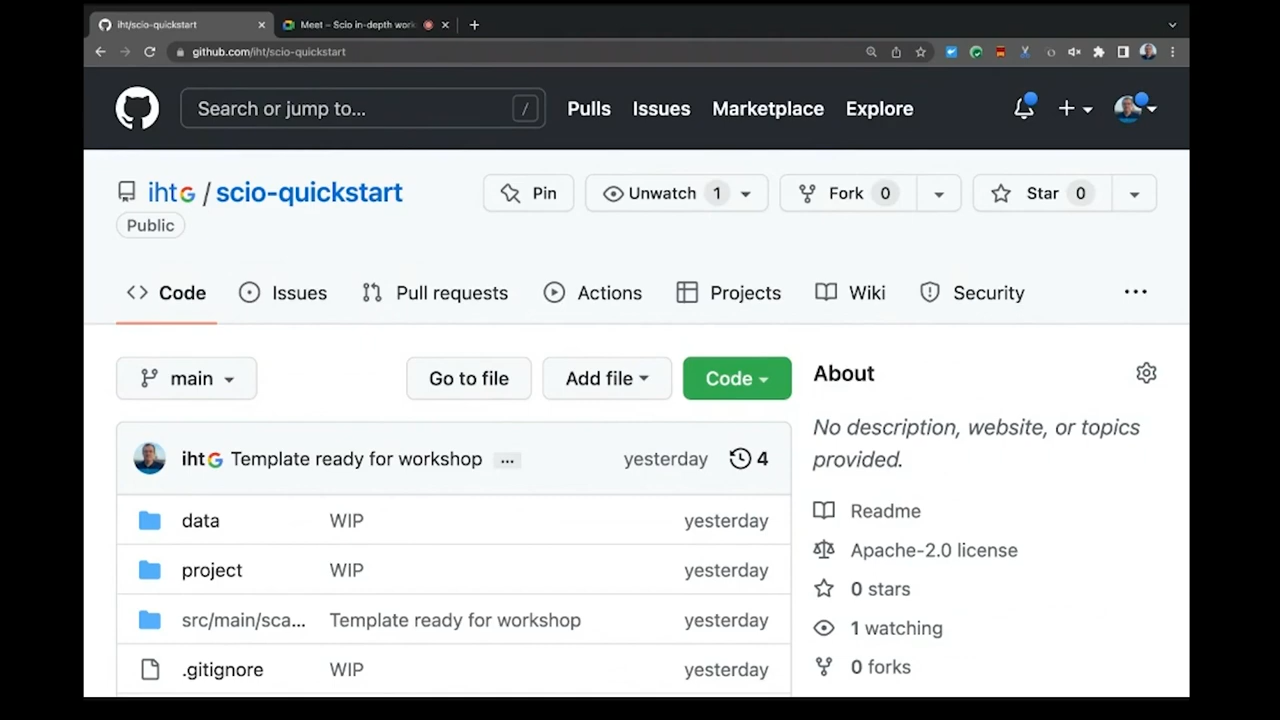 iht/scio-quickstart
Meet – Scio in-depth work
github.com/iht/scio-quickstart
Search or jump to... /
Pulls Issues Marketplace Explore
iht / scio-quickstart
Public
Pin
Unwatch 1
Fork 0
Star 0
Code Issues Pull requests Actions Projects Wiki Security
main
Go to file
Add file
Code
About
No description, website, or topics
provided.
iht Template ready for workshop ... yesterday 4
data WIP yesterday
project WIP yesterday
src/main/sca... Template ready for workshop yesterday
.gitignore WIP yesterday
Readme
Apache-2.0 license
0 stars
1 watching
0 forks